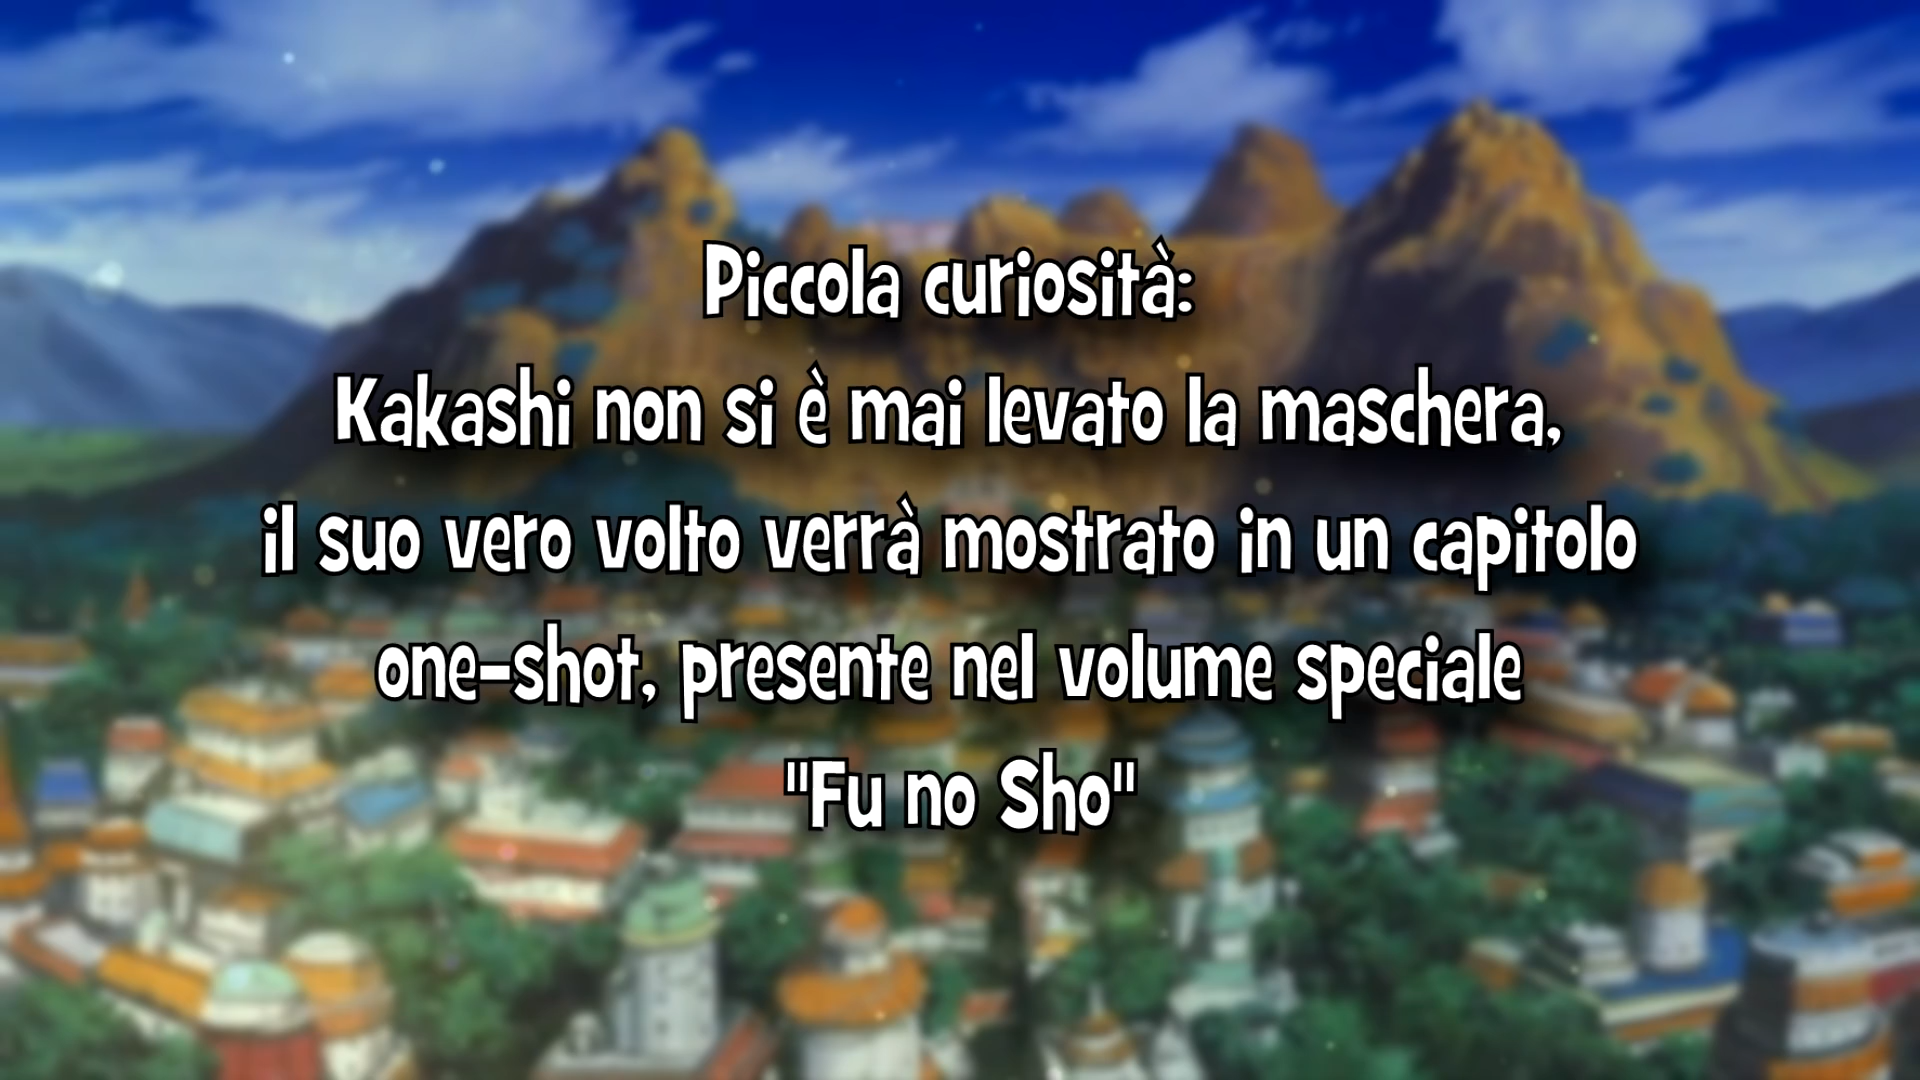 Piccola curiosità:
Kakashi non si è mai levato la maschera,
il suo vero volto verrà mostrato in un capitolo
one-shot, presente nel volume speciale
"Fu no Sho"